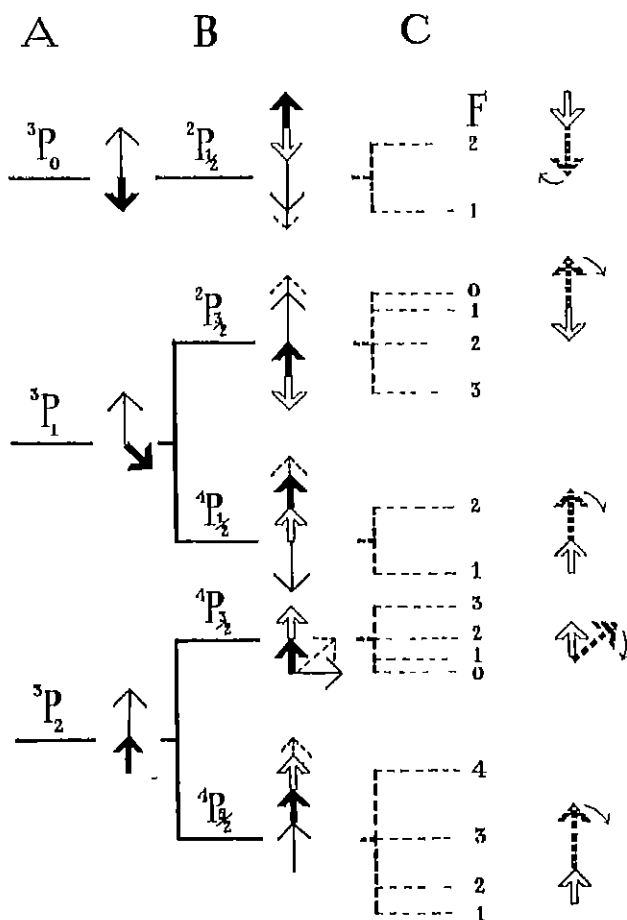 A B C
F
³P₀ ²P₁/₂
2
1
²P₃/₂
0
1
2
3
³P₁
⁴P₁/₂
2
1
⁴P₃/₂
3
2
1
0
³P₂
⁴P₅/₂
4
3
2
1